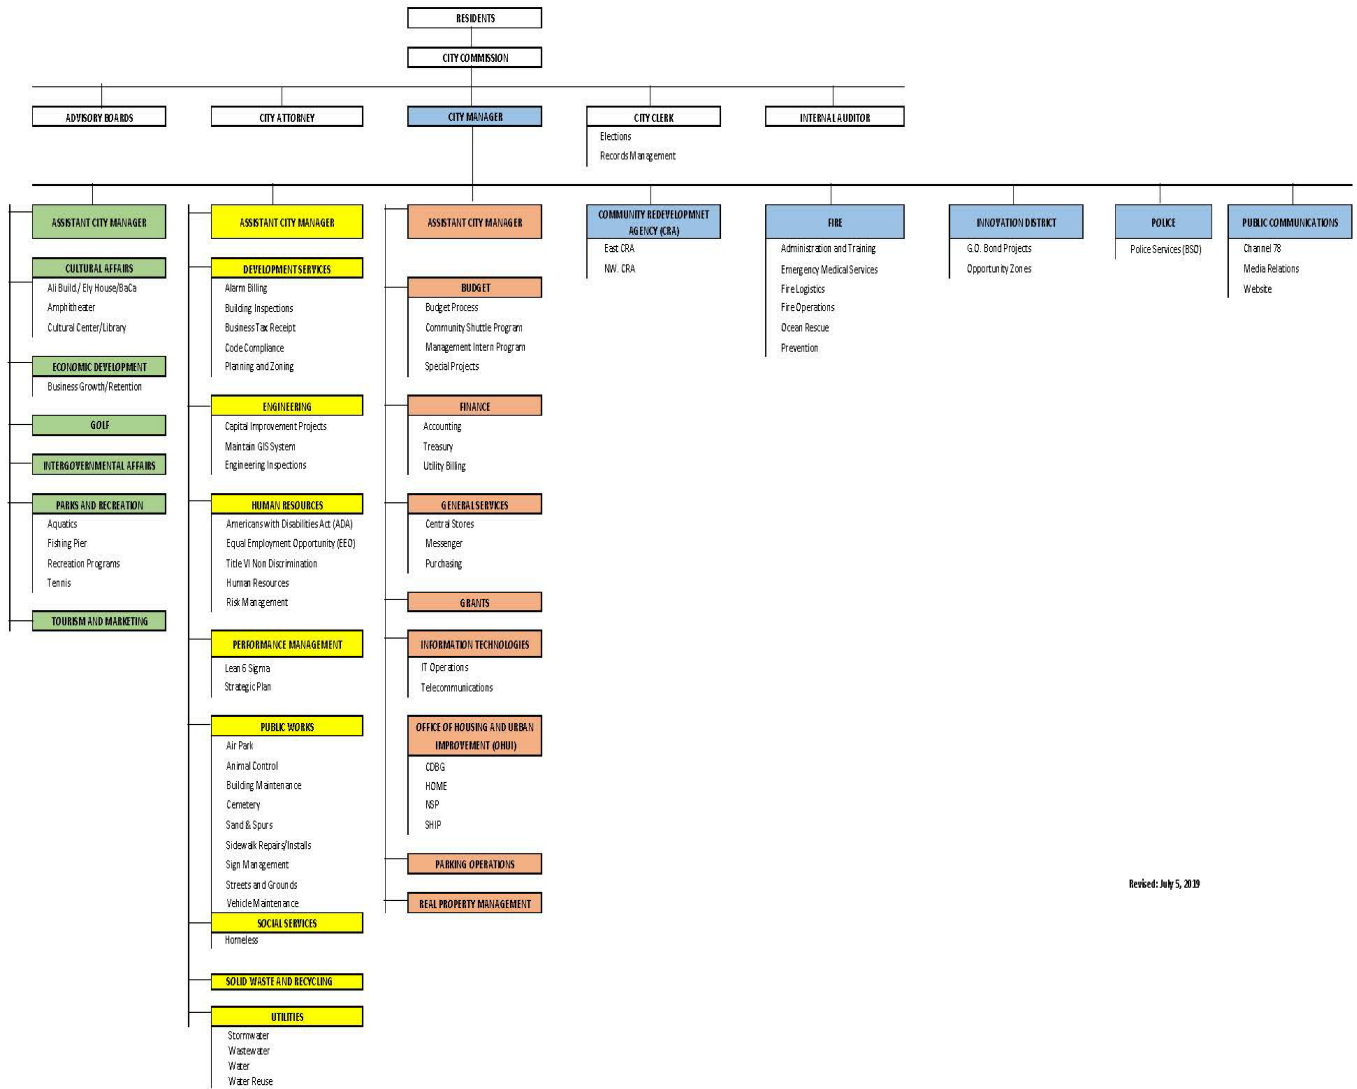 RESIDENTS
CITY COMMISSION
ADVISORY BOARDS
CITY ATTORNEY
CITY MANAGER
CITY CLERK
Elections
Records Management
INTERNAL AUDITOR
ASSISTANT CITY MANAGER
CULTURAL AFFAIRS
Ali Build./ Ely House/BaCa
Amphitheater
Cultural Center/Library
ECONOMIC DEVELOPMENT
Business Growth/Retention
GOLF
INTERGOVERNMENTAL AFFAIRS
PARKS AND RECREATION
Aquatics
Fishing Pier
Recreation Programs
Tennis
TOURISM AND MARKETING
ASSISTANT CITY MANAGER
DEVELOPMENT SERVICES
Alarm Billing
Building Inspections
Business Tax Receipt
Code Compliance
Planning and Zoning
ENGINEERING
Capital Improvement Projects
Maintain GIS System
Engineering Inspections
HUMAN RESOURCES
Americans with Disabilities Act (ADA)
Equal Employment Opportunity (EEO)
Title VI Non Discrimination
Human Resources
Risk Management
PERFORMANCE MANAGEMENT
Lean 6 Sigma
Strategic Plan
PUBLIC WORKS
Air Park
Animal Control
Building Maintenance
Cemetery
Sand & Spurs
Sidewalk Repairs/Installs
Sign Management
Streets and Grounds
Vehicle Maintenance
SOCIAL SERVICES
Homeless
SOLID WASTE AND RECYCLING
UTILITIES
Stormwater
Wastewater
Water
Water Reuse
ASSISTANT CITY MANAGER
BUDGET
Budget Process
Community Shuttle Program
Management Intern Program
Special Projects
FINANCE
Accounting
Treasury
Utility Billing
GENERAL SERVICES
Central Stores
Messenger
Purchasing
GRANTS
INFORMATION TECHNOLOGIES
IT Operations
Telecommunications
OFFICE OF HOUSING AND URBAN
IMPROVEMENT (OHUI)
CDBG
HOME
NSP
SHIP
PARKING OPERATIONS
REAL PROPERTY MANAGEMENT
COMMUNITY REDEVELOPMNET
AGENCY (CRA)
East CRA
NW. CRA
FIRE
Administration and Training
Emergency Medical Services
Fire Logistics
Fire Operations
Ocean Rescue
Prevention
INNOVATION DISTRICT
G.O. Bond Projects
Opportunity Zones
POLICE
Police Services (BSO)
PUBLIC COMMUNICATIONS
Channel 78
Media Relations
Website
Revised: July 5, 2019